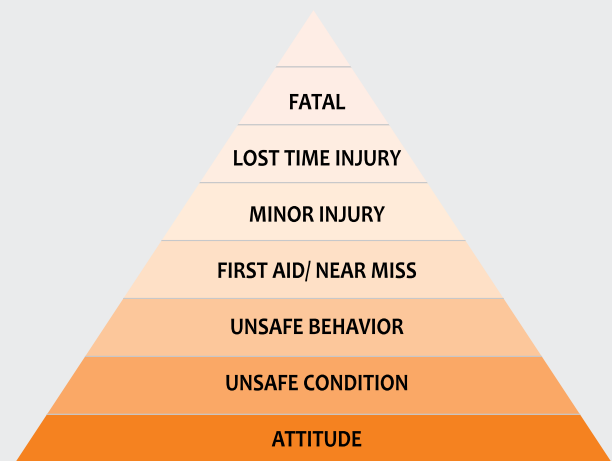 FATAL
LOST TIME INJURY
MINOR INJURY
FIRST AID/ NEAR MISS
UNSAFE BEHAVIOR
UNSAFE CONDITION
ATTITUDE